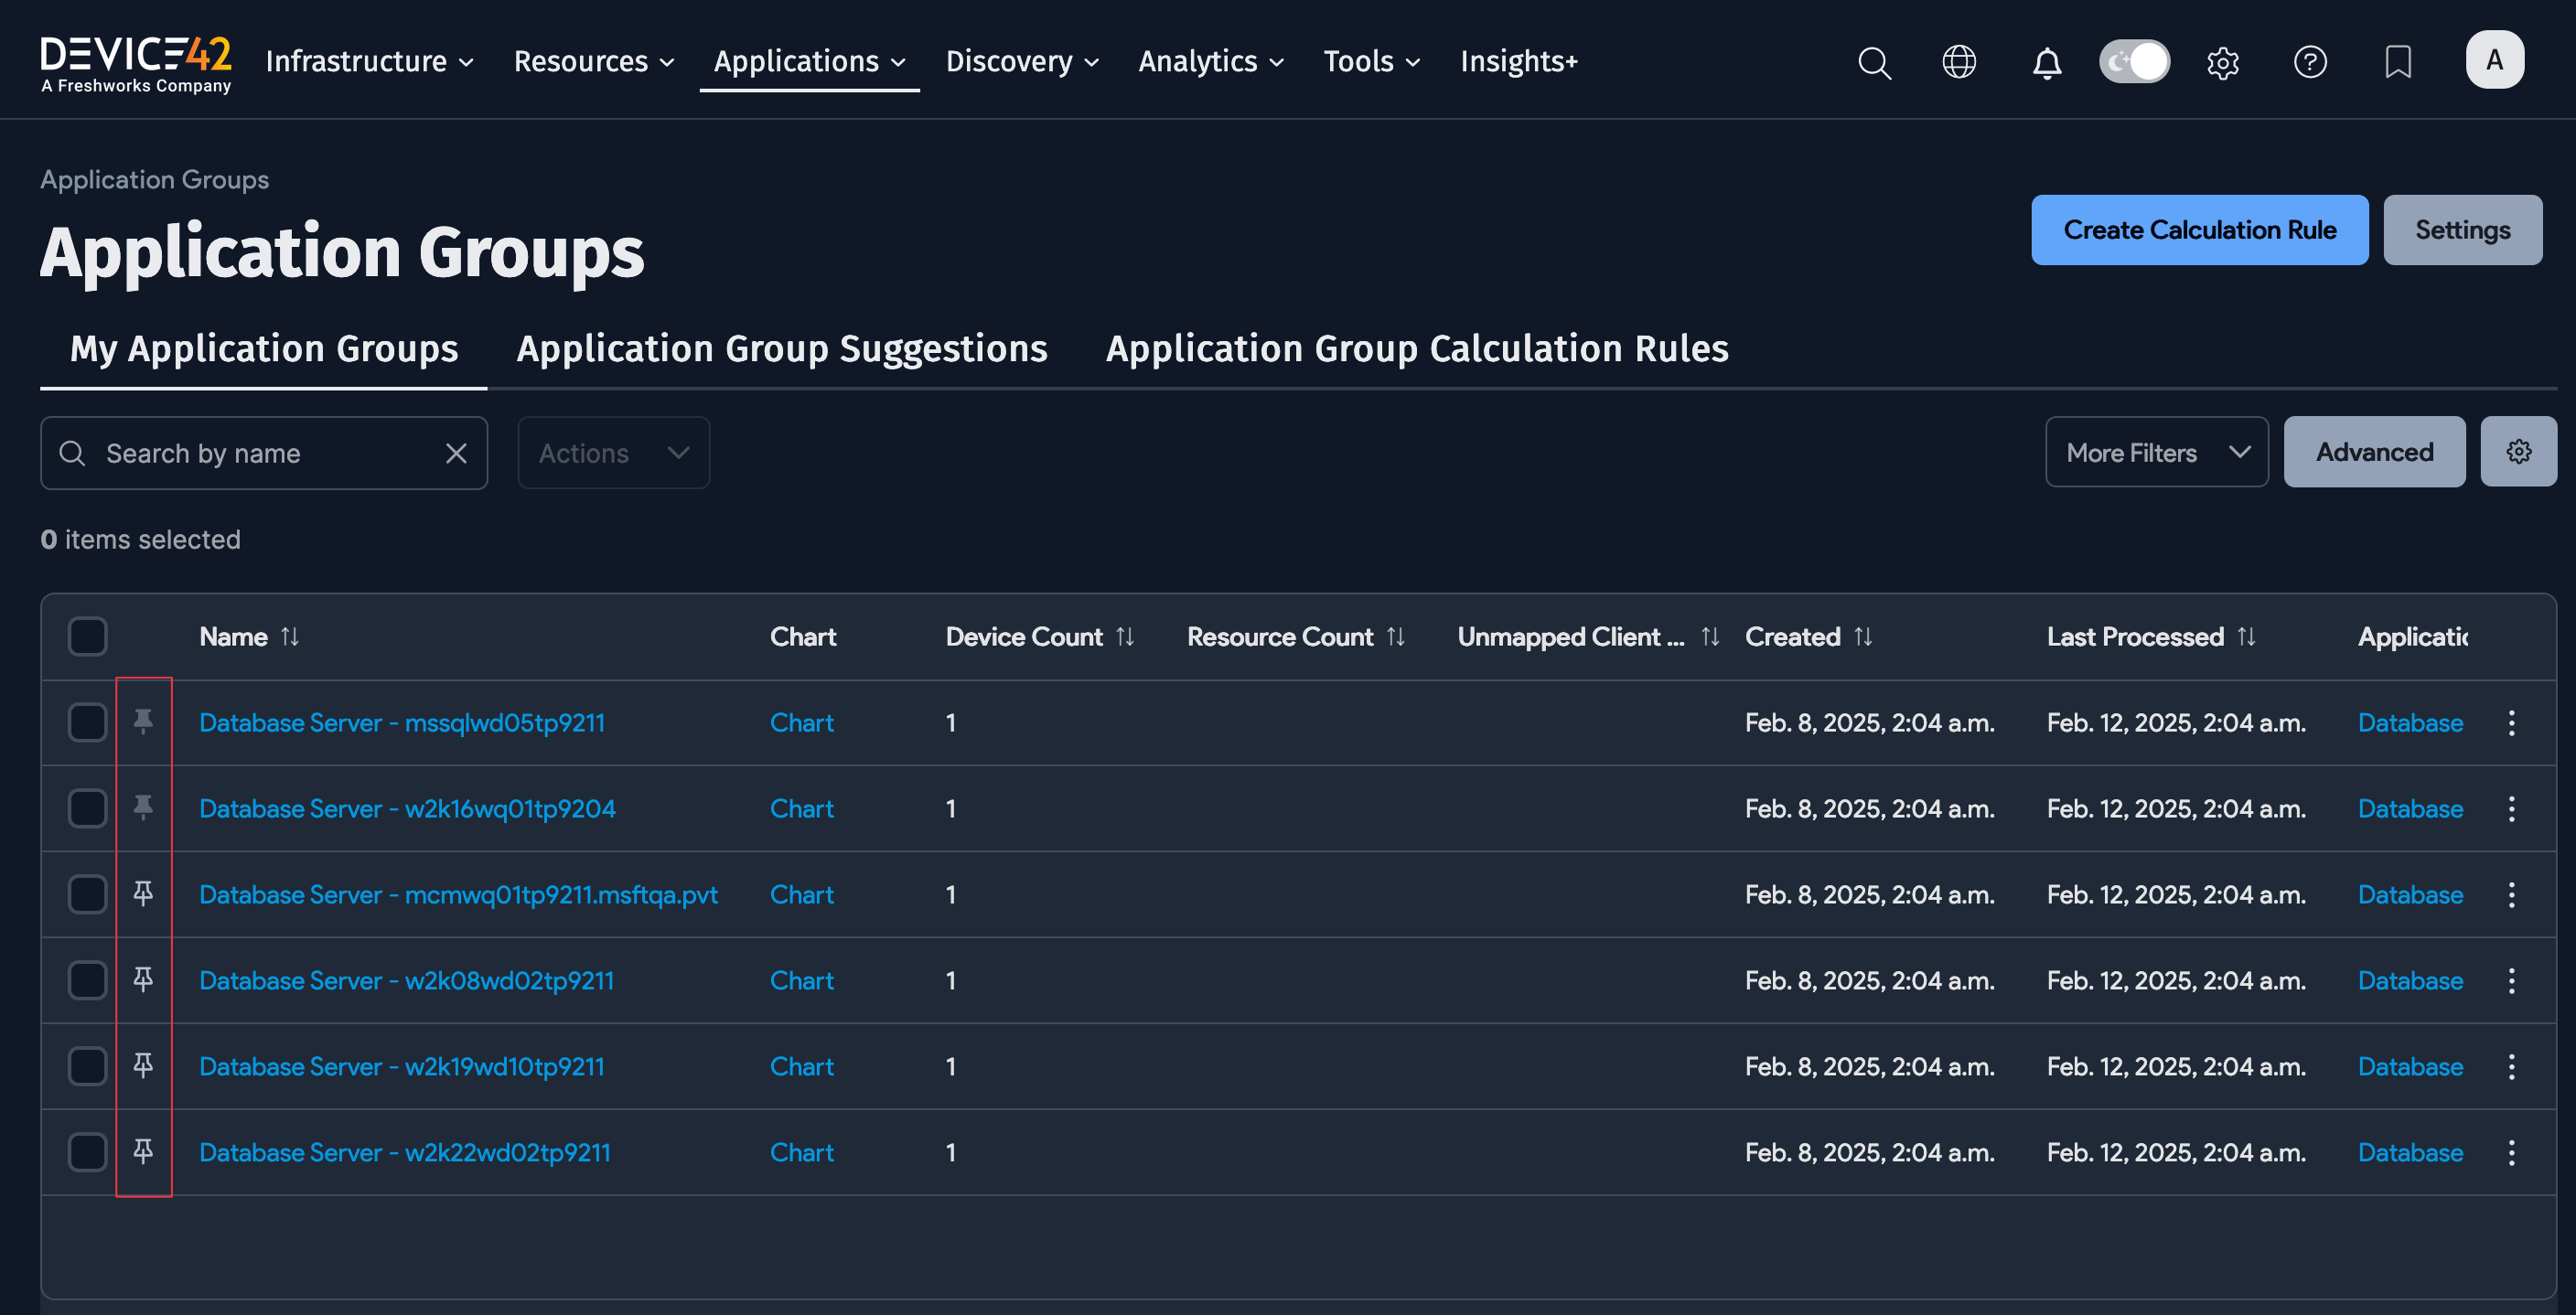 DEVICE42
A Freshworks Company
Infrastructure Resources Applications Discovery Analytics Tools Insights+
A
Application Groups
Application Groups
Create Calculation Rule Settings
My Application Groups Application Group Suggestions Application Group Calculation Rules
Search by name Actions More Filters Advanced
0 items selected
Name Chart Device Count Resource Count Unmapped Client ... Created Last Processed Applicatic
Database Server - mssqlwd05tp9211 Chart 1 Feb. 8, 2025, 2:04 a.m. Feb. 12, 2025, 2:04 a.m. Database
Database Server - w2k16wq01tp9204 Chart 1 Feb. 8, 2025, 2:04 a.m. Feb. 12, 2025, 2:04 a.m. Database
Database Server - mcmwq01tp9211.msftqa.pvt Chart 1 Feb. 8, 2025, 2:04 a.m. Feb. 12, 2025, 2:04 a.m. Database
Database Server - w2k08wd02tp9211 Chart 1 Feb. 8, 2025, 2:04 a.m. Feb. 12, 2025, 2:04 a.m. Database
Database Server - w2k19wd10tp9211 Chart 1 Feb. 8, 2025, 2:04 a.m. Feb. 12, 2025, 2:04 a.m. Database
Database Server - w2k22wd02tp9211 Chart 1 Feb. 8, 2025, 2:04 a.m. Feb. 12, 2025, 2:04 a.m. Database